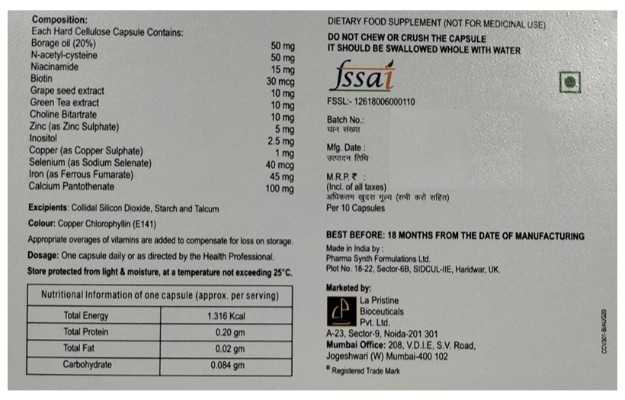 Composition:
Each Hard Cellulose Capsule Contains:
Borage oil (20%) 50 mg
N-acetyl-cysteine 50 mg
Niacinamide 15 mg
Biotin 30 mcg
Grape seed extract 10 mg
Green Tea extract 10 mg
Choline Bitartrate 10 mg
Zinc (as Zinc Sulphate) 5 mg
Inositol 2.5 mg
Copper (as Copper Sulphate) 1 mg
Selenium (as Sodium Selenate) 40 mcg
Iron (as Ferrous Fumarate) 45 mg
Calcium Pantothenate 100 mg
Excipients: Collidal Silicon Dioxide, Starch and Talcum
Colour: Copper Chlorophyllin (E141)
Appropriate overages of vitamins are added to compensate for loss on storage.
Dosage: One capsule daily or as directed by the Health Professional.
Store protected from light & moisture, at a temperature not exceeding 25°C.
Nutritional Information of one capsule (approx. per serving)
Total Energy 1.316 Kcal
Total Protein 0.20 gm
Total Fat 0.02 gm
Carbohydrate 0.084 gm
DIETARY FOOD SUPPLEMENT (NOT FOR MEDICINAL USE)
DO NOT CHEW OR CRUSH THE CAPSULE
IT SHOULD BE SWALLOWED WHOLE WITH WATER
fssai
FSSL:- 12618006000110
Batch No.:
घान संख्या
Mfg. Date :
उत्पादन तिथि
M.R.P. ₹ :
(Incl. of all taxes)
अधिकतम खुदरा मूल्य (सभी करों सहित)
Per 10 Capsules
BEST BEFORE: 18 MONTHS FROM THE DATE OF MANUFACTURING
Made in India by :
Pharma Synth Formulations Ltd.
Plot No. 18-22, Sector-6B, SIDCUL-IIE, Haridwar, UK.
Marketed by:
La Pristine
Bioceuticals
Pvt. Ltd.
A-23, Sector-9, Noida-201 301
Mumbai Office: 208, V.D.I.E, S.V. Road,
Jogeshwari (W) Mumbai-400 102
® Registered Trade Mark